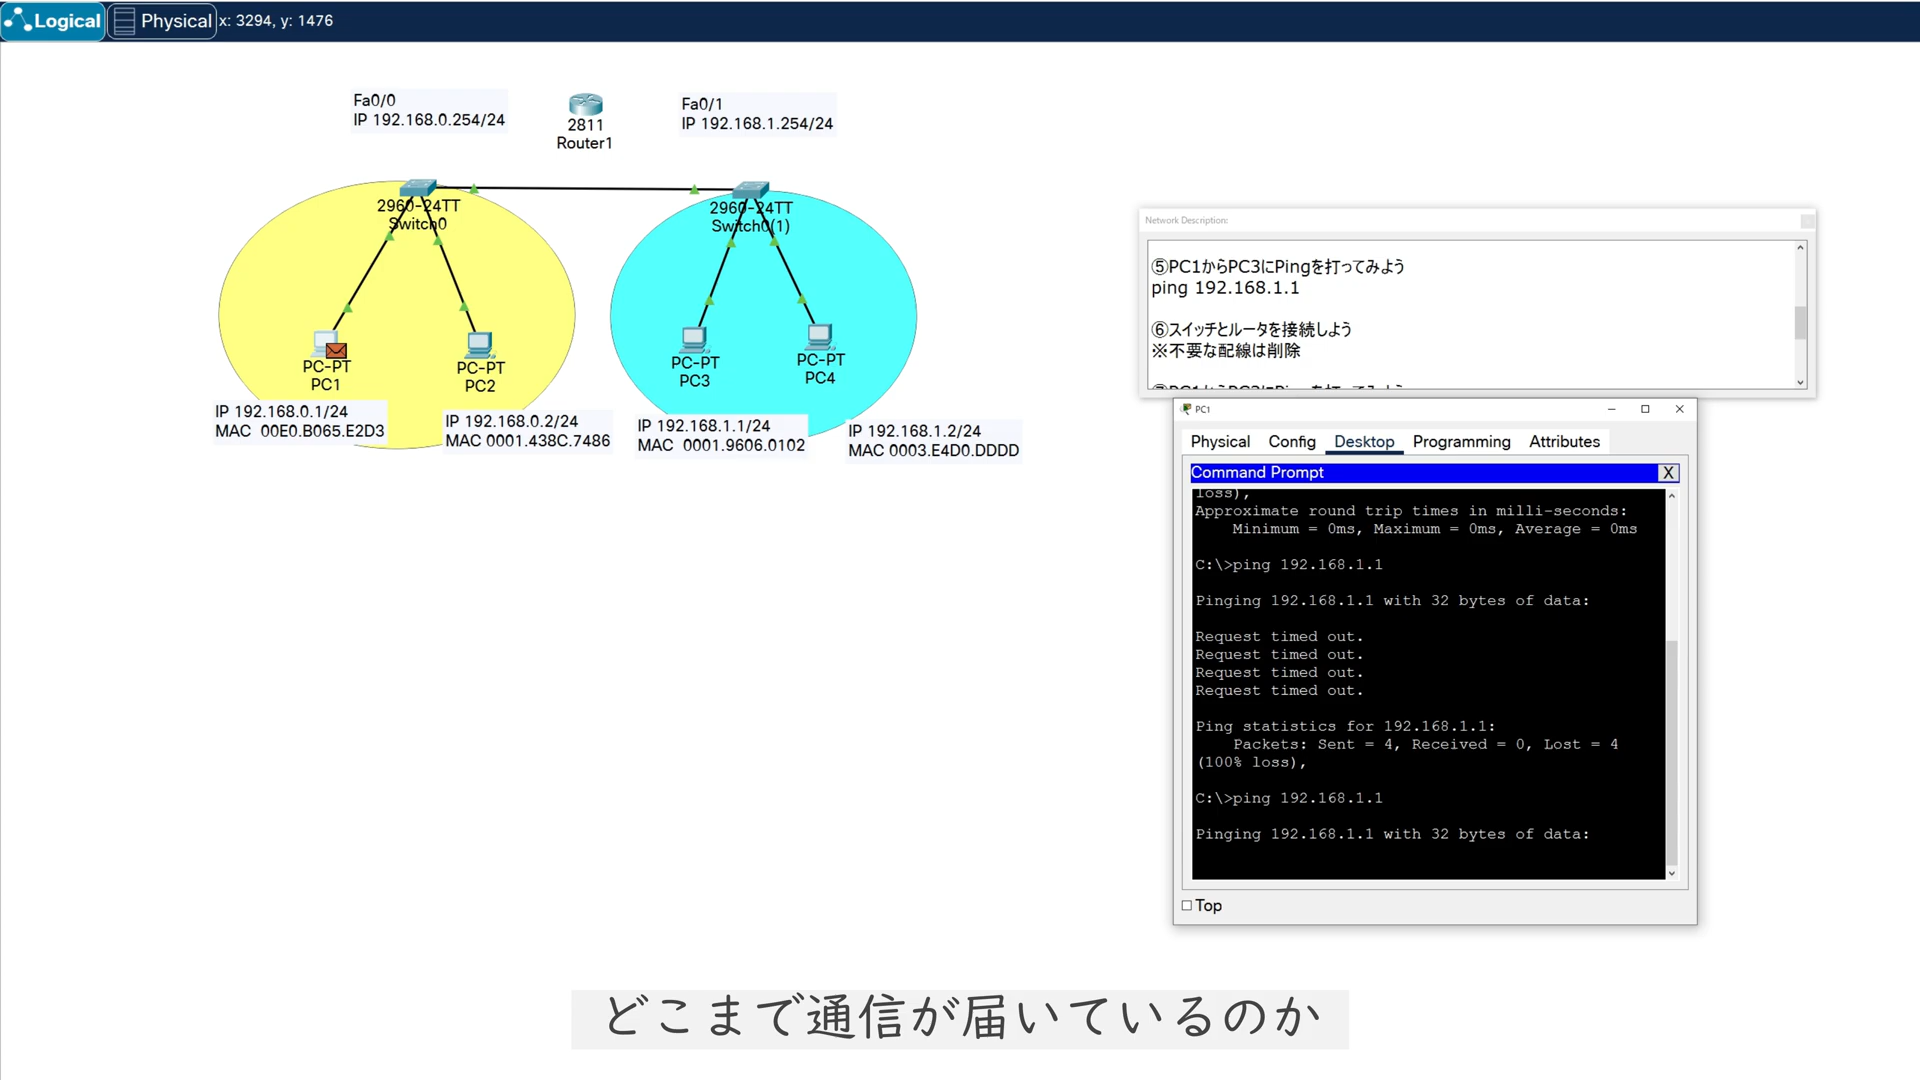 Logical
Physical
x: 3294, y: 1476
Fa0/0
IP 192.168.0.254/24
2811
Router1
Fa0/1
IP 192.168.1.254/24
2960-24TT
Switch0
2960-24TT
Switch0(1)
PC-PT
PC1
PC-PT
PC2
PC-PT
PC3
PC-PT
PC4
IP 192.168.0.1/24
MAC 00E0.B065.E2D3
IP 192.168.0.2/24
MAC 0001.438C.7486
IP 192.168.1.1/24
MAC 0001.9606.0102
IP 192.168.1.2/24
MAC 0003.E4D0.DDDD
Network Description:
⑤PC1からPC3にPingを打ってみよう
ping 192.168.1.1
⑥スイッチとルータを接続しよう
※不要な配線は削除
PC1
Physical Config Desktop Programming Attributes
Command Prompt
X
loss),
Approximate round trip times in milli-seconds:
Minimum = 0ms, Maximum = 0ms, Average = 0ms
C:\>ping 192.168.1.1
Pinging 192.168.1.1 with 32 bytes of data:
Request timed out.
Request timed out.
Request timed out.
Request timed out.
Ping statistics for 192.168.1.1:
Packets: Sent = 4, Received = 0, Lost = 4
(100% loss),
C:\>ping 192.168.1.1
Pinging 192.168.1.1 with 32 bytes of data:
Top
どこまで通信が届いているのか